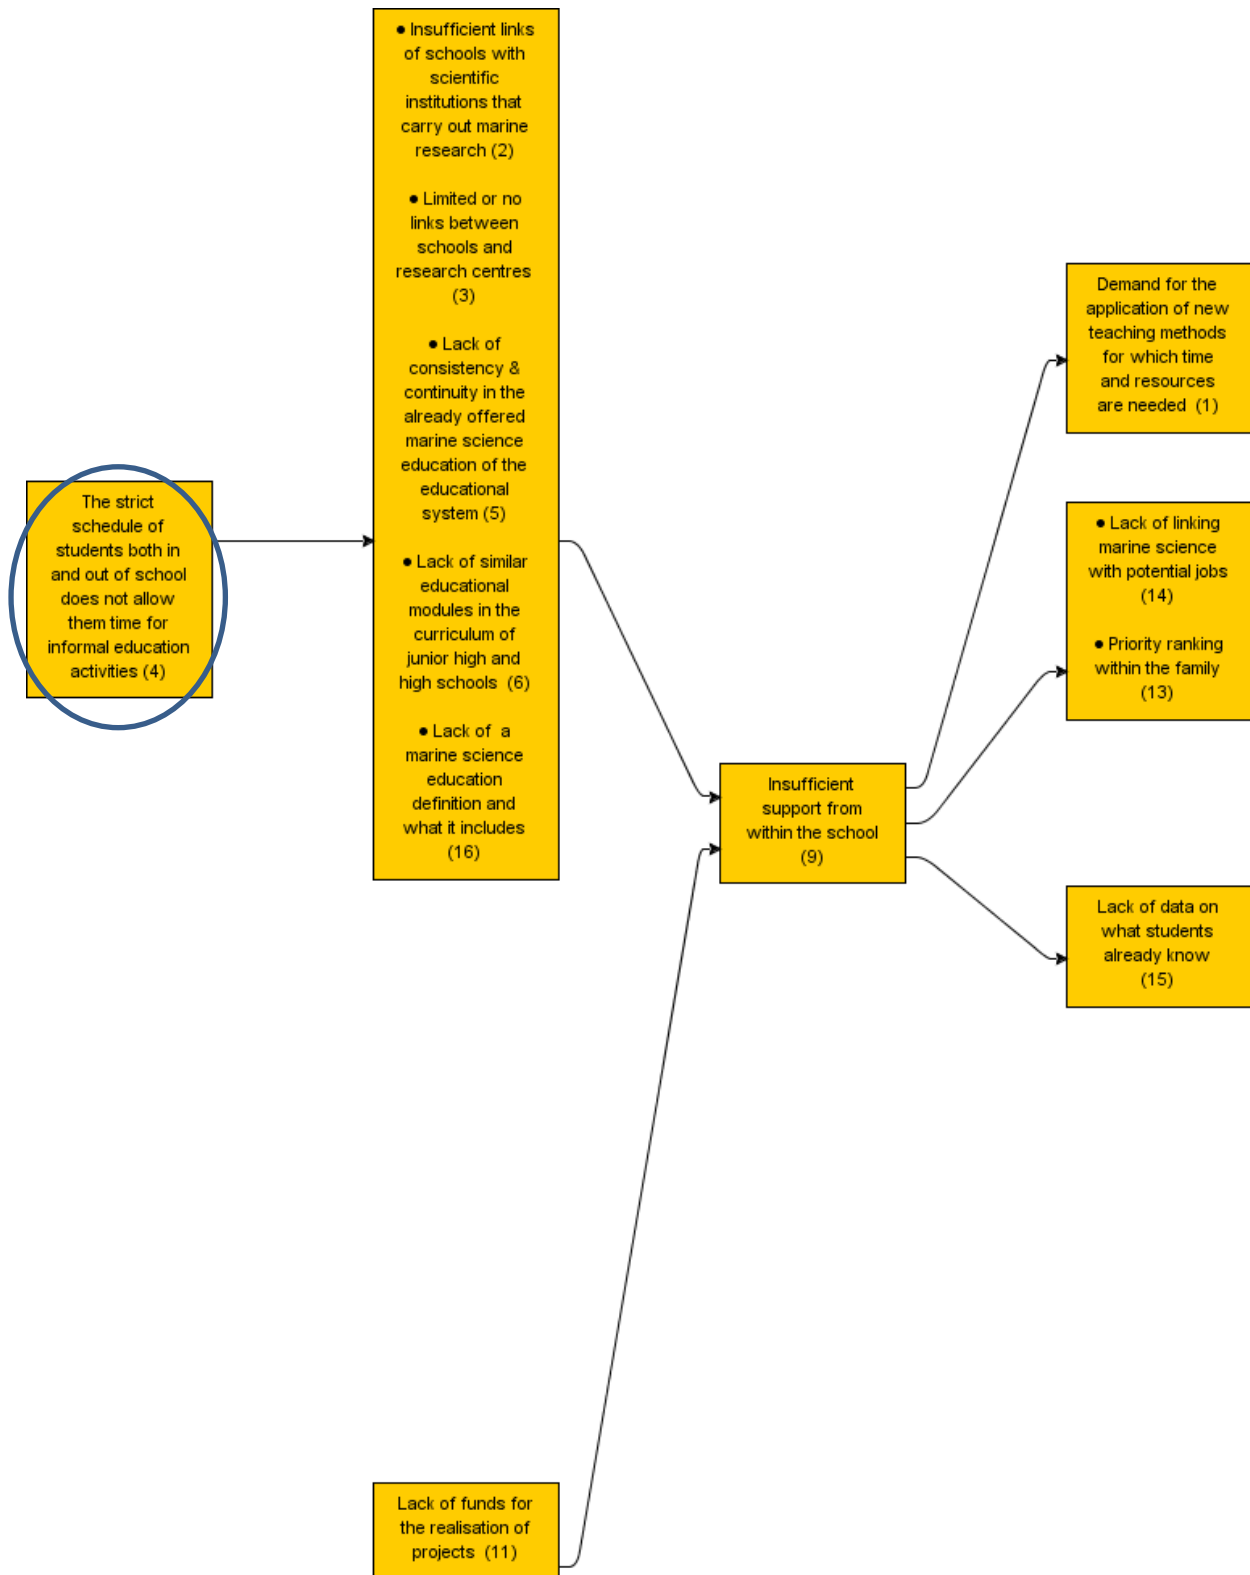 The strict
schedule of
students both in
and out of school
does not allow
them time for
informal education
activities (4)
● Insufficient links
of schools with
scientific
institutions that
carry out marine
research (2)
● Limited or no
links between
schools and
research centres
(3)
● Lack of
consistency &
continuity in the
already offered
marine science
education of the
educational
system (5)
● Lack of similar
educational
modules in the
curriculum of
junior high and
high schools (6)
● Lack of a
marine science
education
definition and
what it includes
(16)
Lack of funds for
the realisation of
projects (11)
Insufficient
support from
within the school
(9)
Demand for the
application of new
teaching methods
for which time
and resources
are needed (1)
● Lack of linking
marine science
with potential jobs
(14)
● Priority ranking
within the family
(13)
Lack of data on
what students
already know
(15)